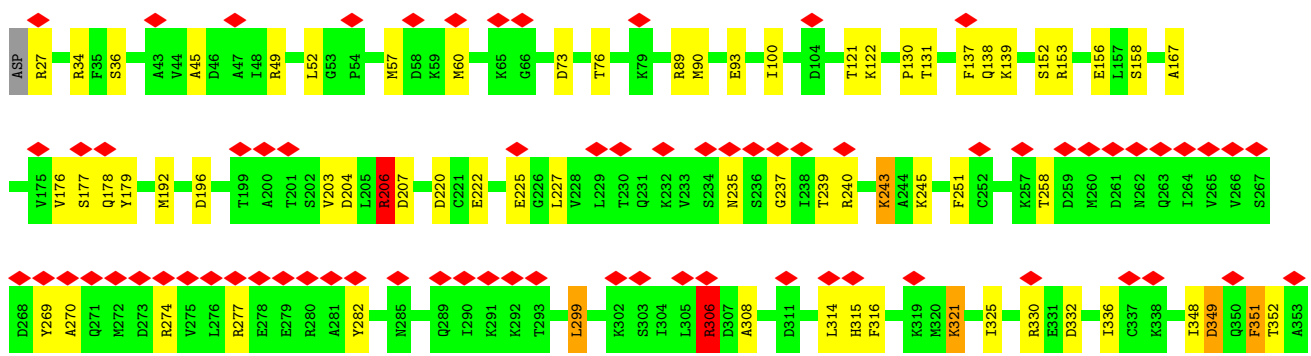 ASP R27 R34 F35 S36 A43 V44 A45 D46 A47 I48 R49 L52 G53 P54 M57 D58 K59 M60 K65 G66 D73 T76 K79 R89 M90 E93 I100 D104 T121 K122 P130 T131 F137 Q138 K139 S152 R153 E156 L157 S158 A167
V175 V176 S177 Q178 Y179 M192 D196 T199 A200 T201 S202 V203 D204 L205 R206 D207 D220 G221 E222 E225 G226 L227 V228 L229 T230 Q231 K232 V233 S234 N235 S236 G237 I238 T239 R240 K243 A244 K245 F251 C252 K257 T258 D259 M260 D261 N262 Q263 I264 V265 V266 S267
D268 Y269 A270 Q271 M272 D273 R274 V275 L276 R277 E278 E279 R280 A281 Y282 N285 Q289 I290 K291 K292 T293 L299 K302 S303 I304 L305 R306 D307 A308 D311 L314 H315 F316 K319 M320 K321 I325 R330 E331 D332 I336 C337 K338 I348 D349 Q350 F351 T352 A353